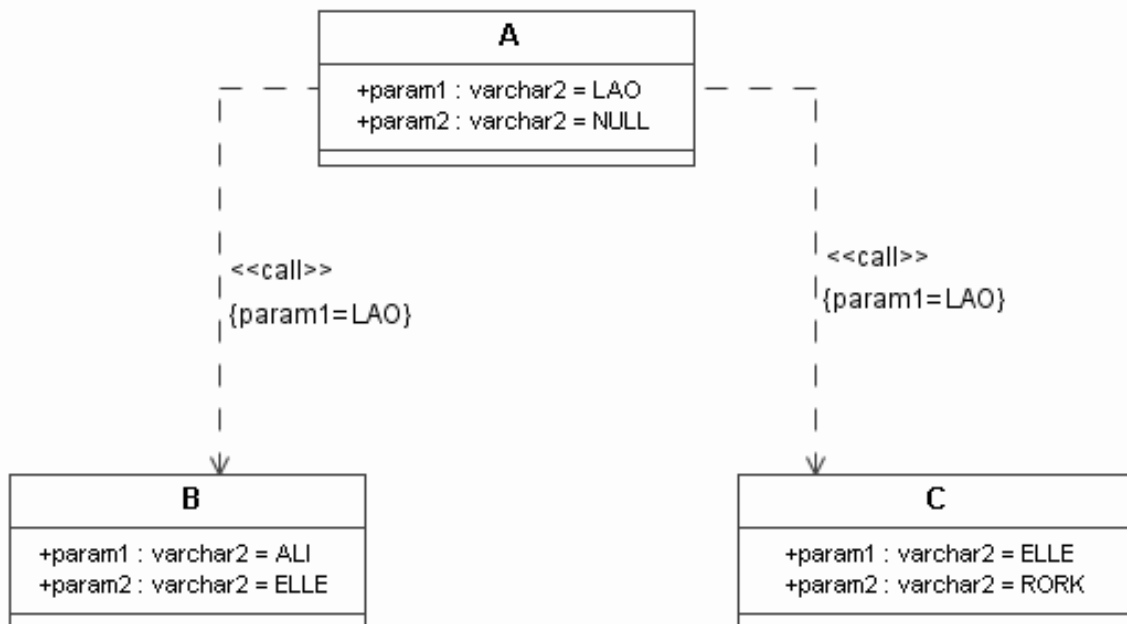 A
+param1 : varchar2 = LAO
+param2 : varchar2 = NULL
<<call>>
{param1=LAO}
<<call>>
{param1=LAO}
B
+param1 : varchar2 = ALI
+param2 : varchar2 = ELLE
C
+param1 : varchar2 = ELLE
+param2 : varchar2 = RORK